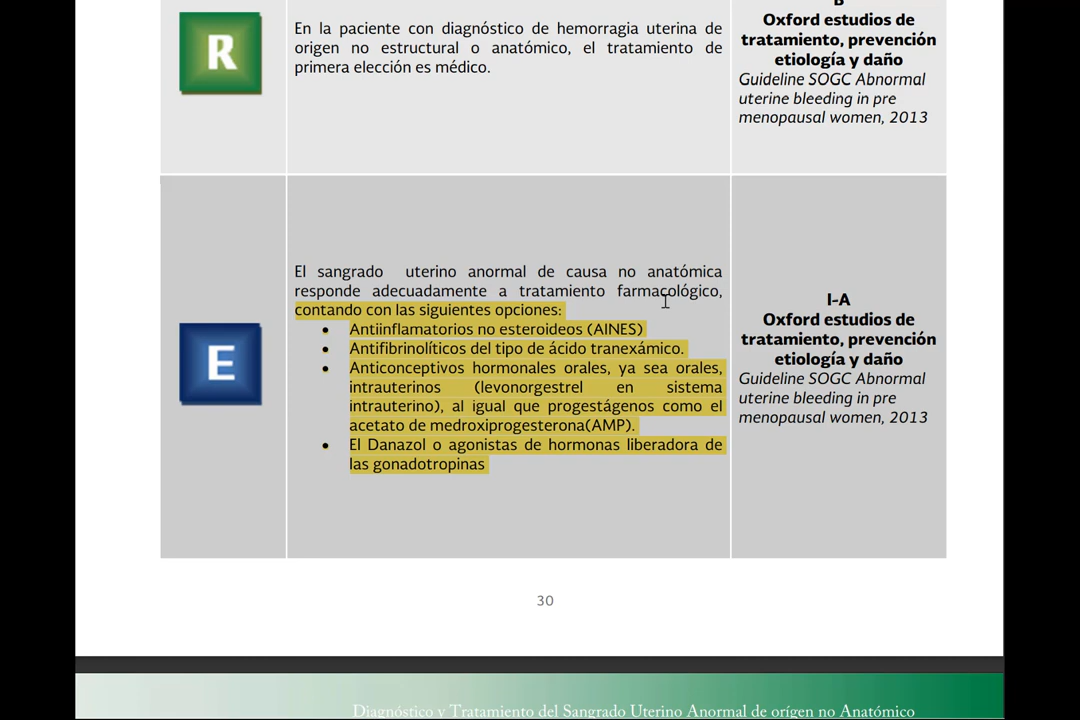 R
En la paciente con diagnóstico de hemorragia uterina de
origen no estructural o anatómico, el tratamiento de
primera elección es médico.
B
Oxford estudios de
tratamiento, prevención
etiología y daño
Guideline SOGC Abnormal
uterine bleeding in pre
menopausal women, 2013
E
El sangrado uterino anormal de causa no anatómica
responde adecuadamente a tratamiento farmacológico,
contando con las siguientes opciones:
• Antiinflamatorios no esteroideos (AINES)
• Antifibrinolíticos del tipo de ácido tranexámico.
• Anticonceptivos hormonales orales, ya sea orales,
intrauterinos (levonorgestrel en sistema
intrauterino), al igual que progestágenos como el
acetato de medroxiprogesterona(AMP).
• El Danazol o agonistas de hormonas liberadora de
las gonadotropinas
I-A
Oxford estudios de
tratamiento, prevención
etiología y daño
Guideline SOGC Abnormal
uterine bleeding in pre
menopausal women, 2013
30
Diagnóstico y Tratamiento del Sangrado Uterino Anormal de orígen no Anatómico